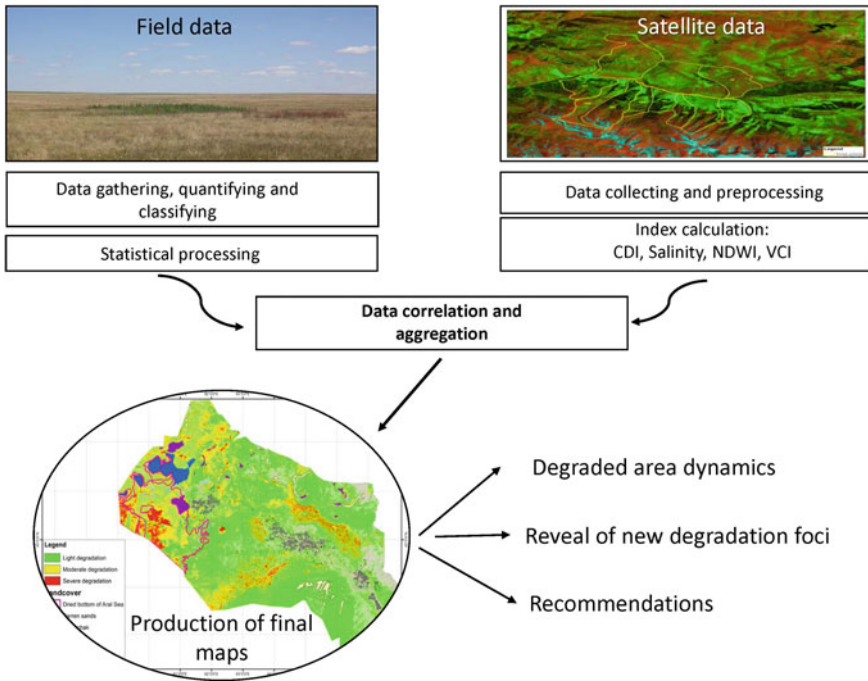 Field data
Satellite data
Legend
Data gathering, quantifying and
classifying
Statistical processing
Data collecting and preprocessing
Index calculation:
CDI, Salinity, NDWI, VCI
Data correlation and
aggregation
Legend
Light degradation
Moderate degradation
Severe degradation
Dried bottom of Aral Sea
sands
Production of final
maps
Degraded area dynamics
Reveal of new degradation foci
Recommendations